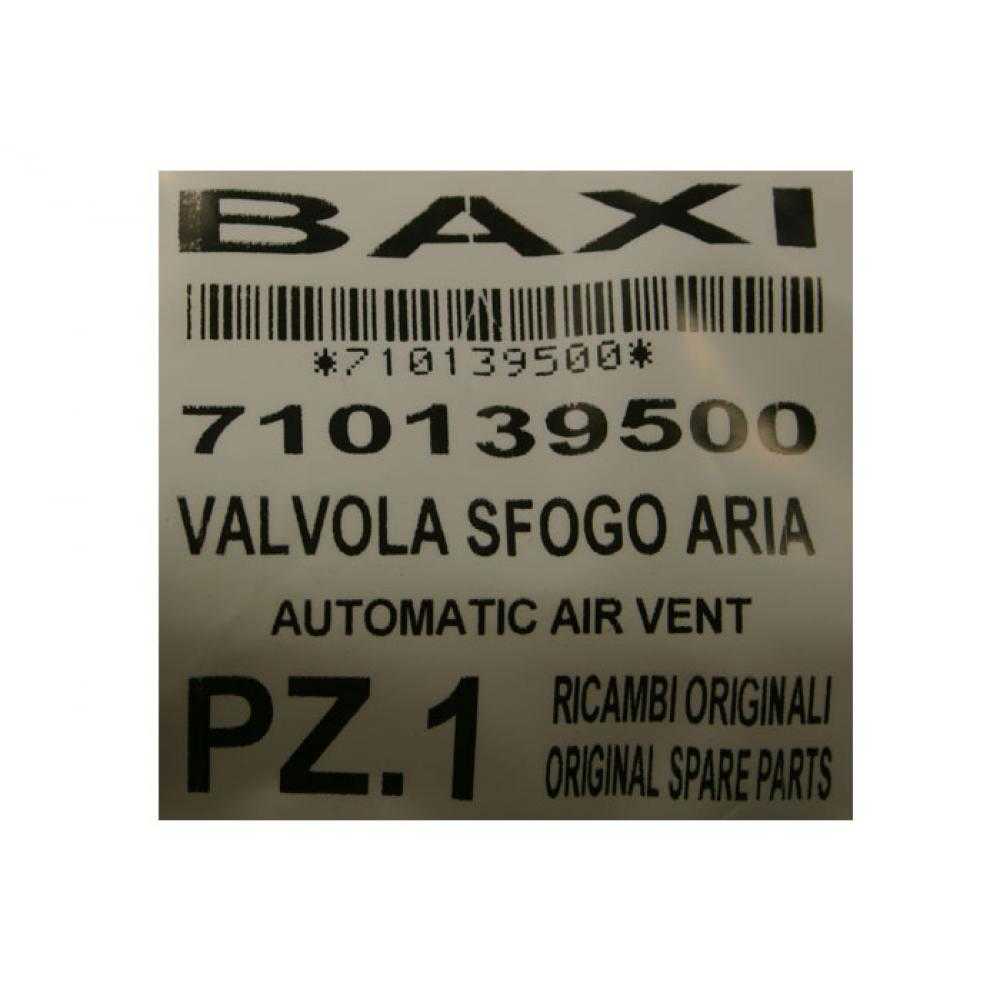 BAXI
*710139500*
710139500
VALVOLA SFOGO ARIA
AUTOMATIC AIR VENT
PZ.1
RICAMBI ORIGINALI
ORIGINAL SPARE PARTS